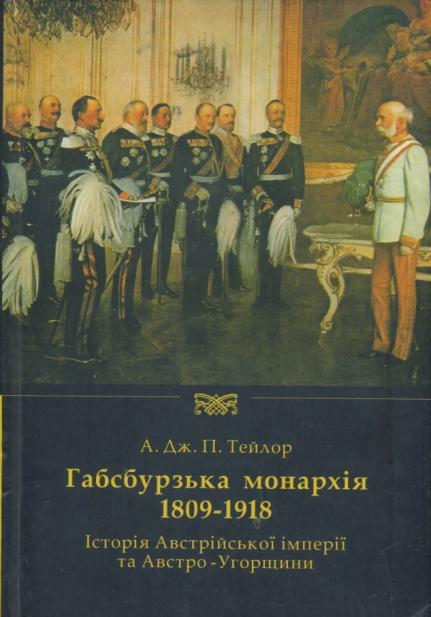 А. Дж. П. Тейлор
Габсбурзька монархія
1809-1918
Історія Австрійської імперії
та Австро-Угорщини